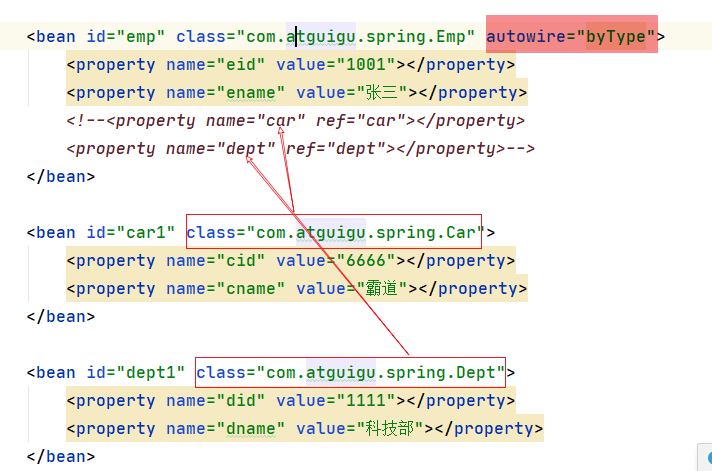 <bean id="emp" class="com.atguigu.spring.Emp" autowire="byType">
<property name="eid" value="1001"></property>
<property name="ename" value="张三"></property>
<!--<property name="car" ref="car"></property>
<property name="dept" ref="dept"></property>-->
</bean>
<bean id="car1" class="com.atguigu.spring.Car">
<property name="cid" value="6666"></property>
<property name="cname" value="霸道"></property>
</bean>
<bean id="dept1" class="com.atguigu.spring.Dept">
<property name="did" value="1111"></property>
<property name="dname" value="科技部"></property>
</bean>